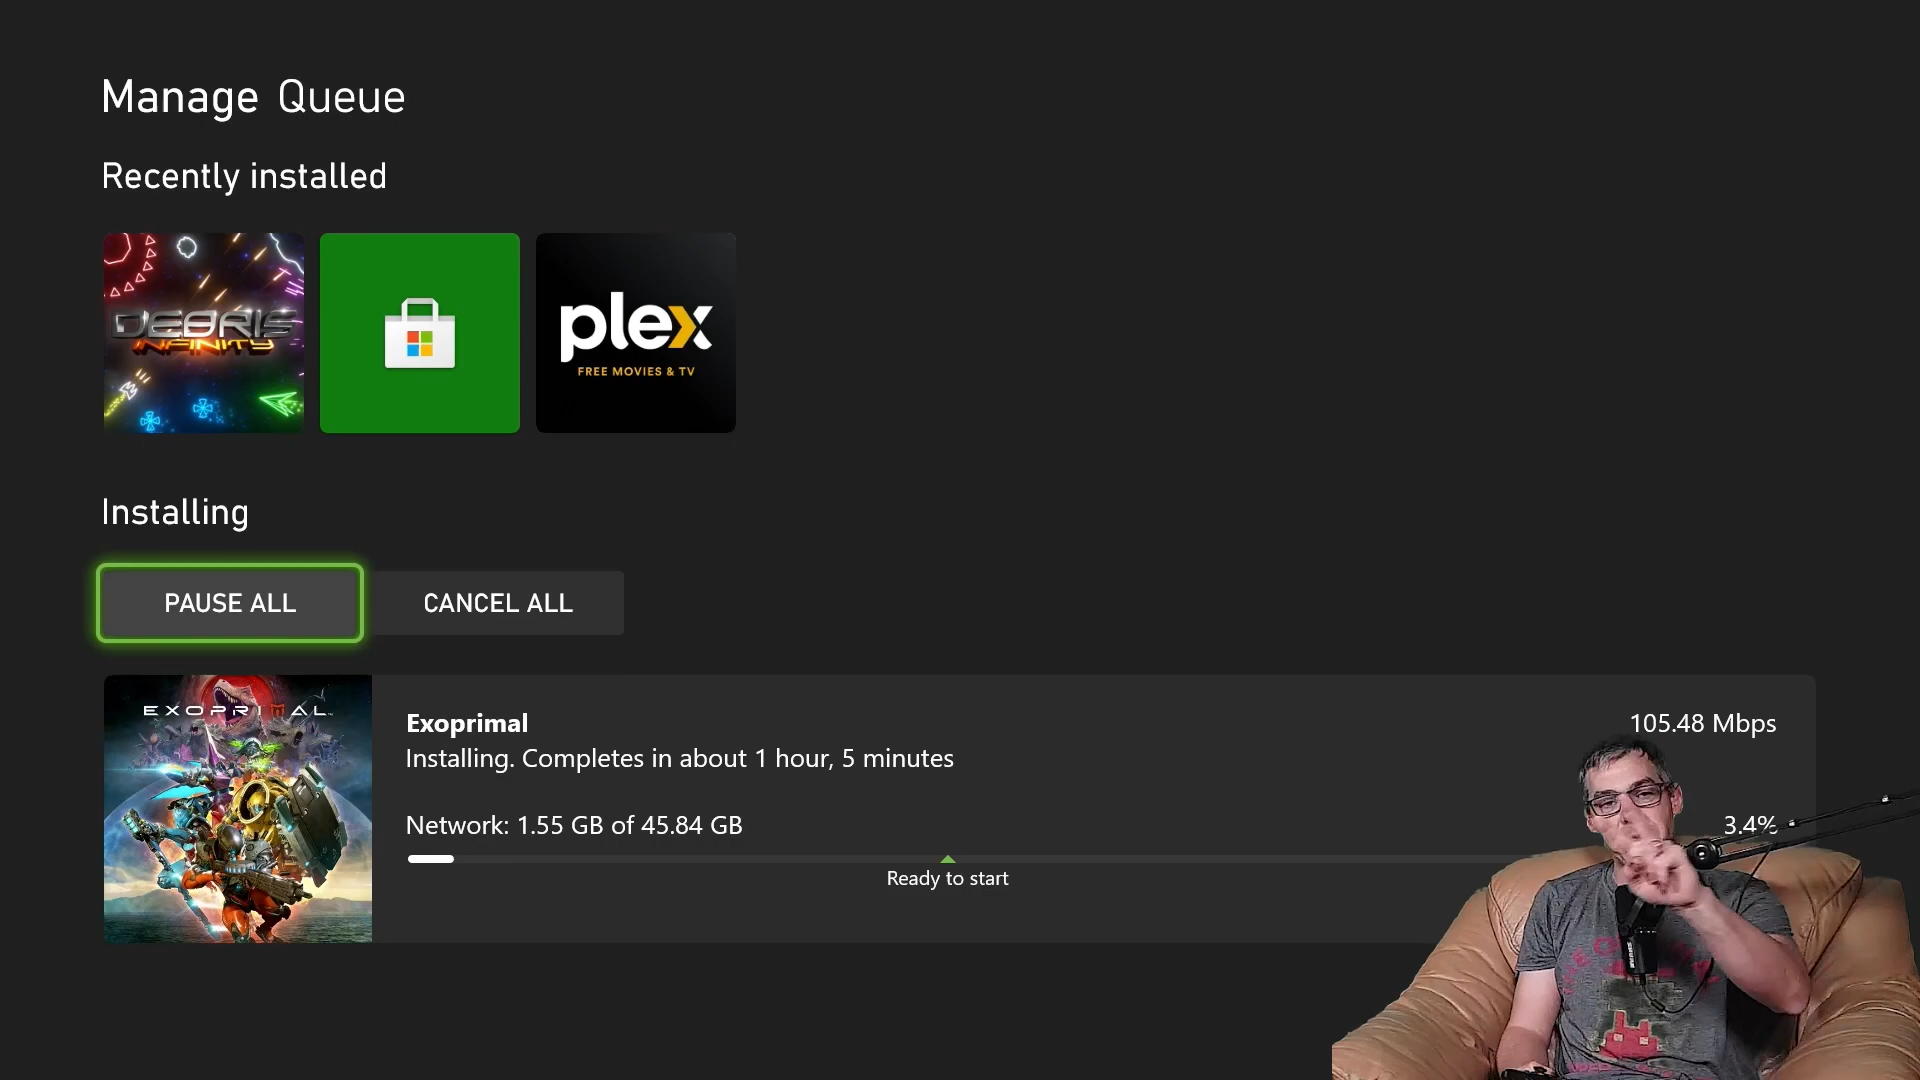 Manage Queue
Recently installed
DEBRIS
INFINITY
plex
FREE MOVIES & TV
Installing
PAUSE ALL
CANCEL ALL
EXOPRIMAL
Exoprimal
105.48 Mbps
Installing. Completes in about 1 hour, 5 minutes
Network: 1.55 GB of 45.84 GB
3.4%
Ready to start